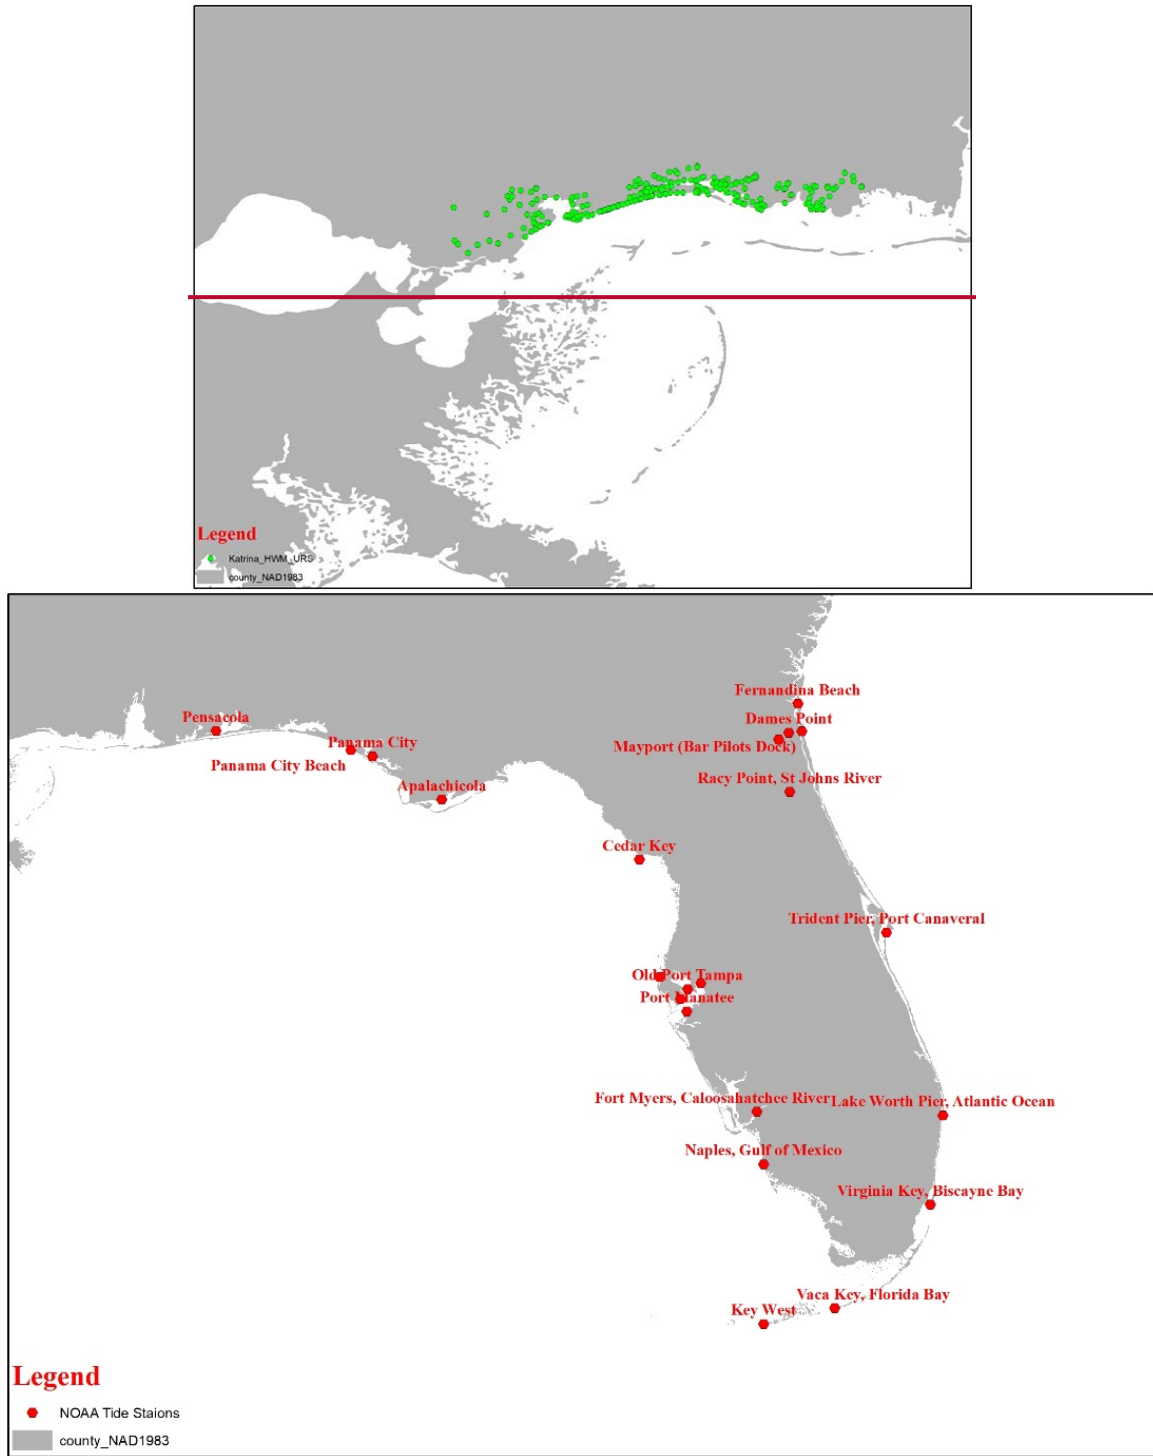 Legend
Katrina_HWM_URS
county_NAD1983
Fernandina Beach
Pensacola
Dames Point
Panama City
Mayport (Bar Pilots Dock)
Panama City Beach
Racy Point, St Johns River
Apalachicola
Cedar Key
Trident Pier, Port Canaveral
Old Port Tampa
Port Manatee
Fort Myers, Caloosahatchee River
Lake Worth Pier, Atlantic Ocean
Naples, Gulf of Mexico
Virginia Key, Biscayne Bay
Vaca Key, Florida Bay
Key West
Legend
NOAA Tide Staions
county_NAD1983